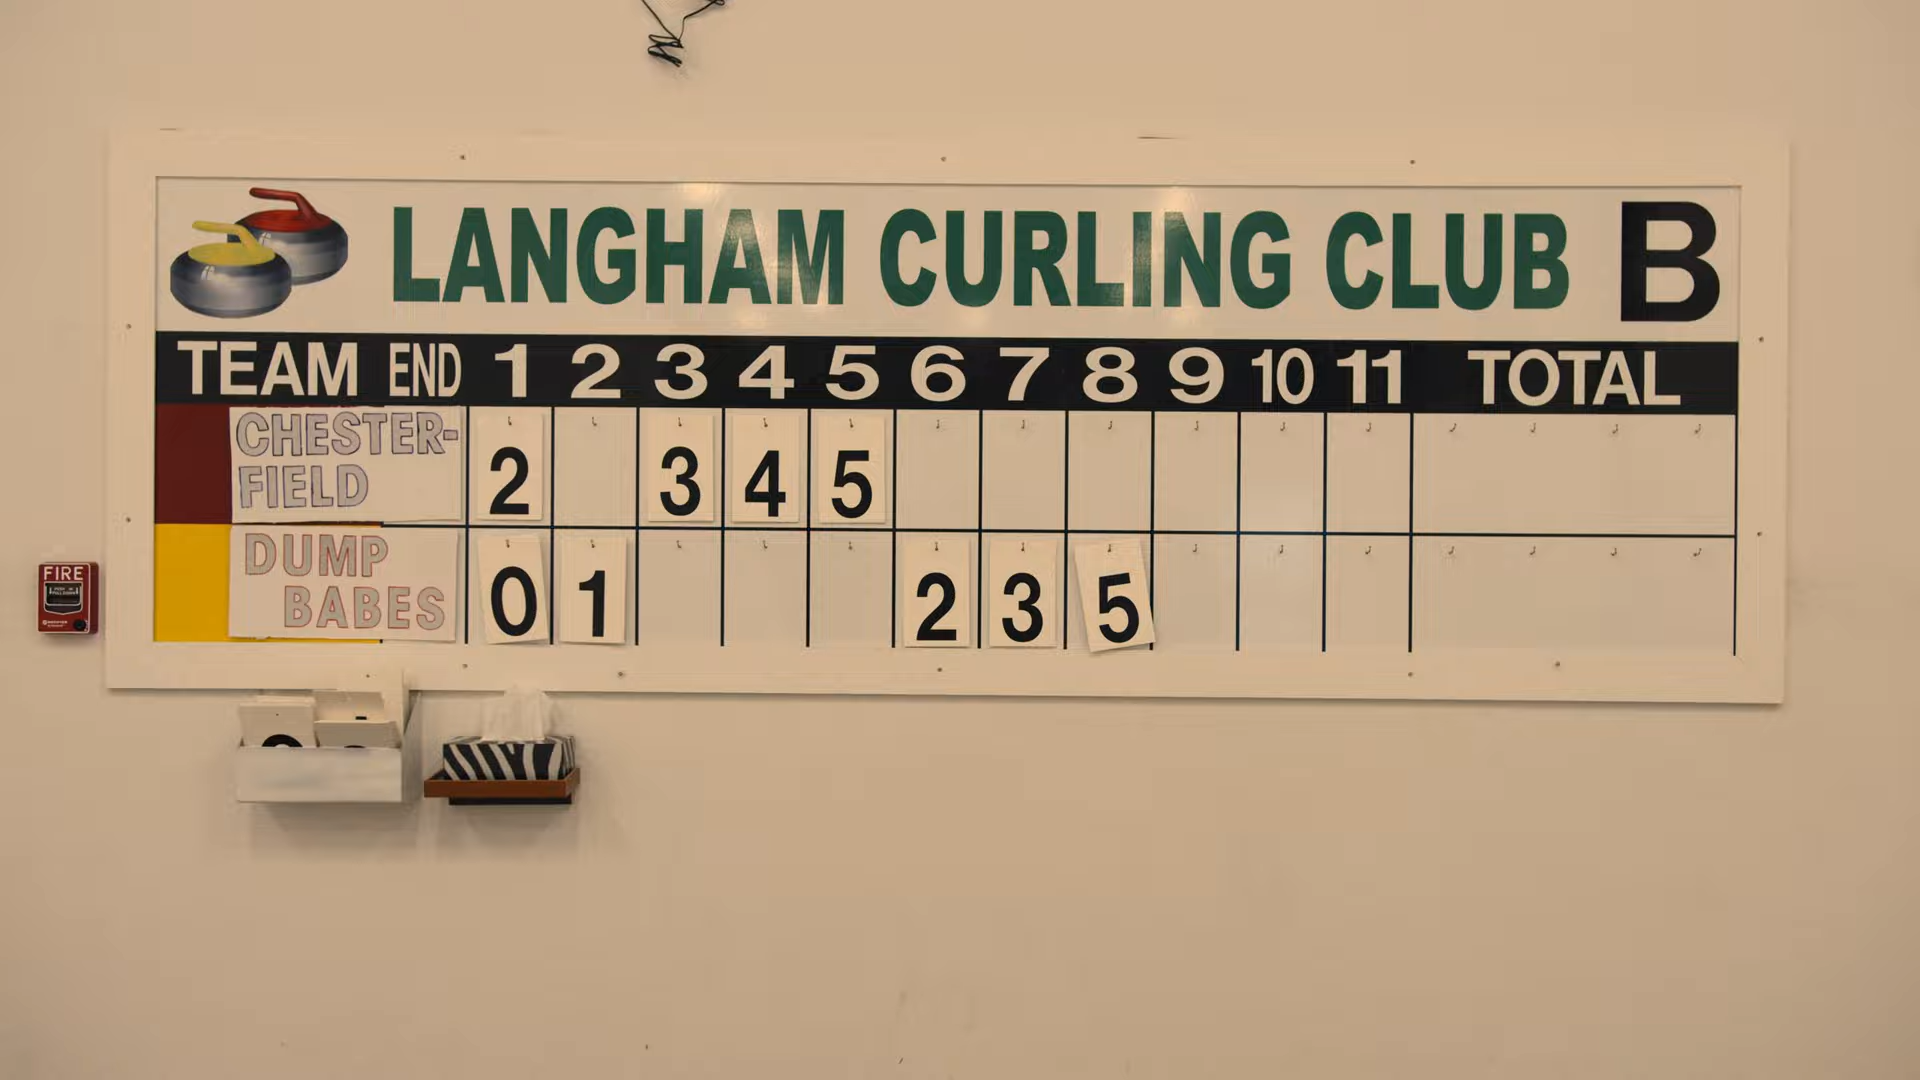 LANGHAM CURLING CLUB B
TEAM END 1 2 3 4 5 6 7 8 9 10 11 TOTAL
CHESTER-
FIELD
2 3 4 5
DUMP
BABES
0 1 2 3 5
FIRE